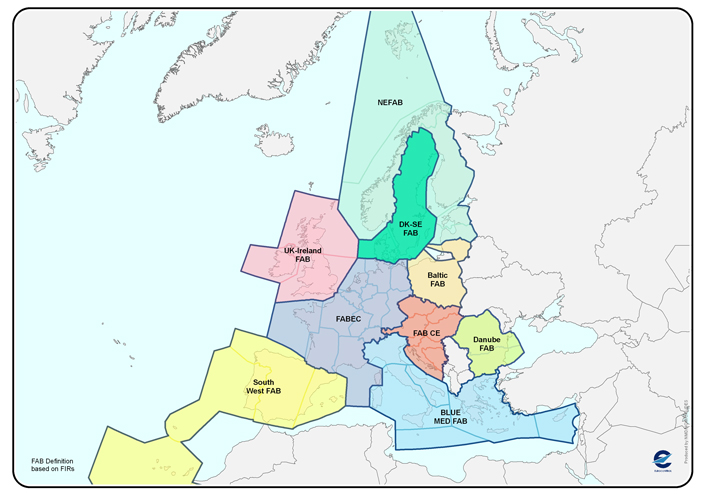 NEFAB
DK-SE
FAB
UK-Ireland
FAB
Baltic
FAB
FABEC
FAB CE
Danube
FAB
South
West FAB
BLUE
MED FAB
FAB Definition
based on FIRs